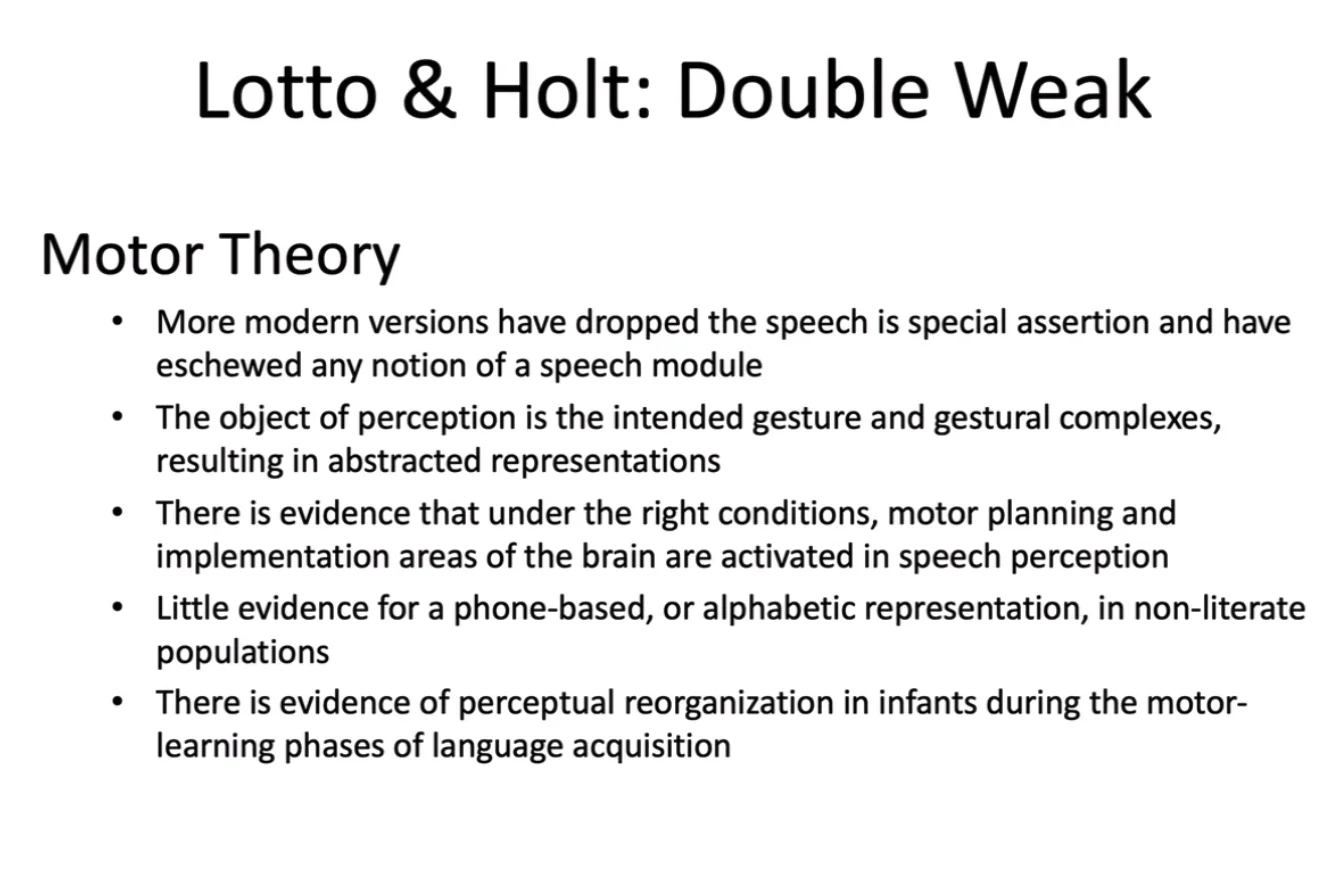 Lotto & Holt: Double Weak
Motor Theory
• More modern versions have dropped the speech is special assertion and have
eschewed any notion of a speech module
• The object of perception is the intended gesture and gestural complexes,
resulting in abstracted representations
• There is evidence that under the right conditions, motor planning and
implementation areas of the brain are activated in speech perception
• Little evidence for a phone-based, or alphabetic representation, in non-literate
populations
• There is evidence of perceptual reorganization in infants during the motor-
learning phases of language acquisition